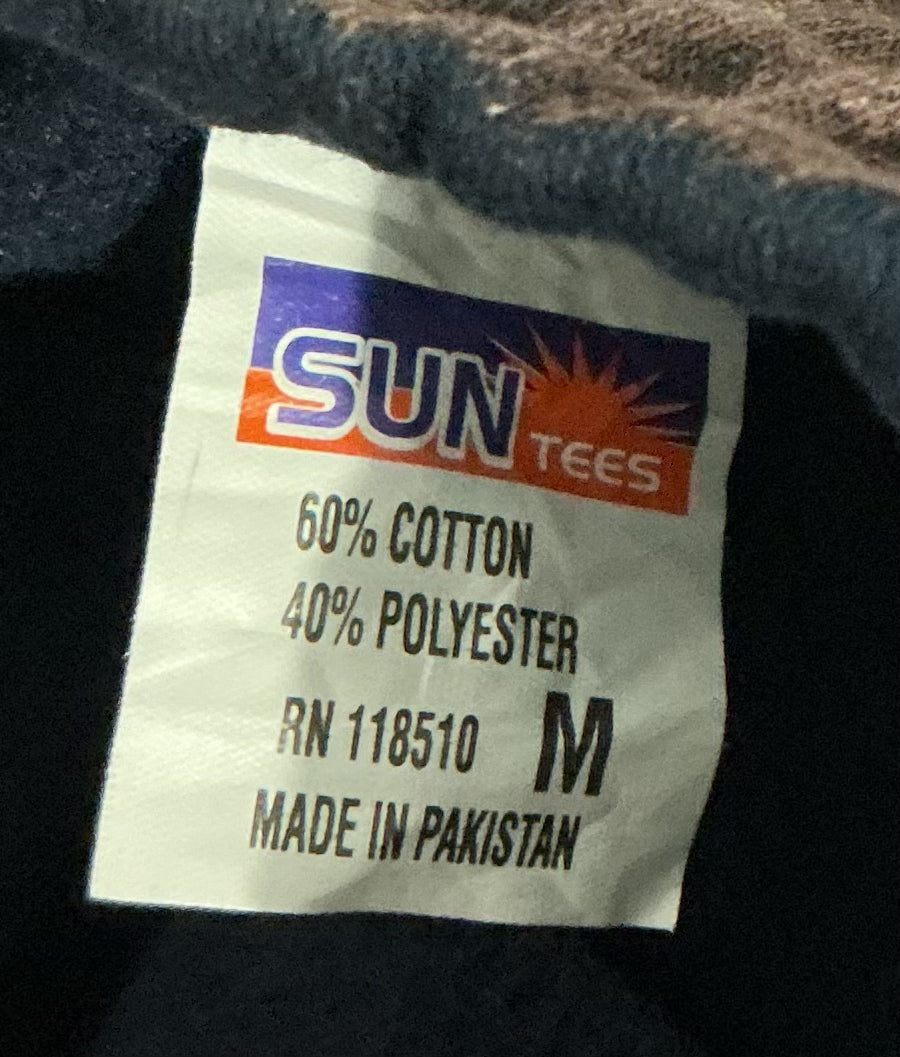 SUN TEES
60% COTTON
40% POLYESTER
RN 118510 M
MADE IN PAKISTAN